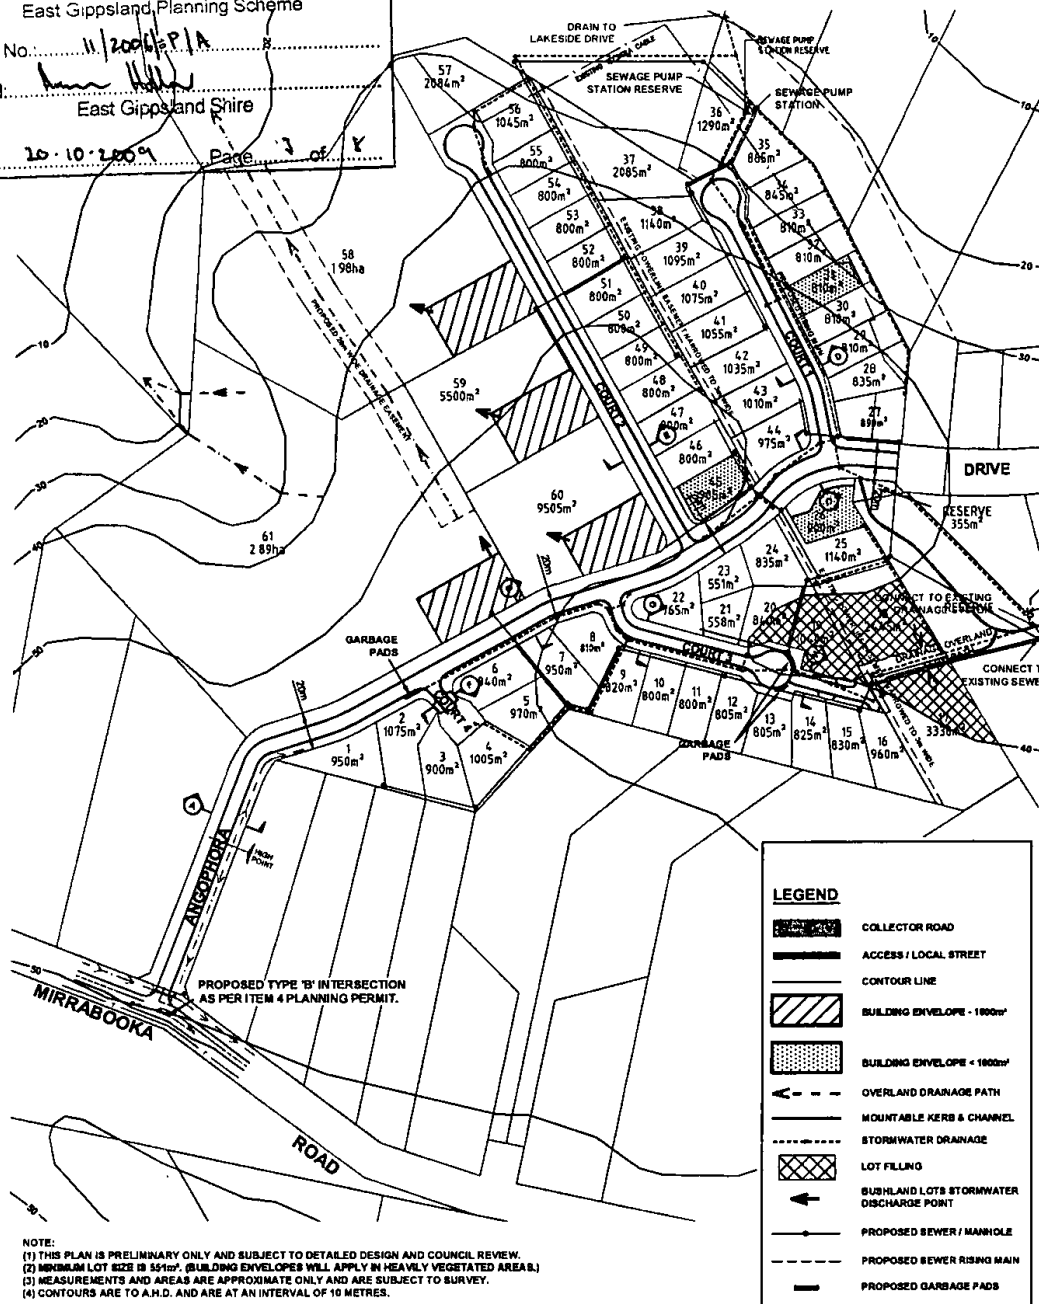 East Gippsland Planning Scheme
No.: 11/2006/P/A
East Gippsland Shire
20.10.2009 Page 3 of 8
DRAIN TO
LAKESIDE DRIVE
SEWAGE PUMP
STATION RESERVE
SEWAGE PUMP
STATION RESERVE
SEWAGE PUMP
STATION
57
2084m²
56
1045m²
55
800m²
54
800m²
53
800m²
52
800m²
51
800m²
50
800m²
49
800m²
48
800m²
47
800m²
46
800m²
45
36
1290m²
37
2085m²
38
1140m²
39
1095m²
40
1075m²
41
1055m²
42
1035m²
43
1010m²
44
975m²
35
34
845m²
33
810m²
32
810m²
31
810m²
30
810m²
29
810m²
28
835m²
27
890m²
58
1.98ha
59
5500m²
60
9505m²
61
2.89ha
PROPOSED 20m WIDE DRAINAGE EASEMENT
COURT 2
COURT 3
DRIVE
RESERVE
355m²
25
1140m²
24
835m²
23
551m²
22
765m²
21
558m²
20
CONNECT TO EXISTING
DRAINAGE
RESERVE
DRAINAGE OVERLAND
CONNECT T
EXISTING SEWE
COURT 1
GARBAGE
PADS
20m
20m
8
810m²
7
950m²
6
840m²
5
970m
COURT 4
4
1005m²
3
900m²
2
1075m²
1
950m²
9
820m²
10
800m²
11
800m²
12
805m²
13
805m²
14
825m²
15
830m²
16
960m²
GARBAGE
PADS
ANGOPHORA
HIGH
POINT
PROPOSED TYPE 'B' INTERSECTION
AS PER ITEM 4 PLANNING PERMIT.
MIRRABOOKA
ROAD
LEGEND
COLLECTOR ROAD
ACCESS / LOCAL STREET
CONTOUR LINE
BUILDING ENVELOPE - 1800m²
BUILDING ENVELOPE < 1800m²
OVERLAND DRAINAGE PATH
MOUNTABLE KERB & CHANNEL
STORMWATER DRAINAGE
LOT FILLING
BUSHLAND LOTS STORMWATER
DISCHARGE POINT
PROPOSED SEWER / MANHOLE
PROPOSED SEWER RISING MAIN
PROPOSED GARBAGE PADS
NOTE:
(1) THIS PLAN IS PRELIMINARY ONLY AND SUBJECT TO DETAILED DESIGN AND COUNCIL REVIEW.
(2) MINIMUM LOT SIZE IS 551m². (BUILDING ENVELOPES WILL APPLY IN HEAVILY VEGETATED AREAS.)
(3) MEASUREMENTS AND AREAS ARE APPROXIMATE ONLY AND ARE SUBJECT TO SURVEY.
(4) CONTOURS ARE TO A.H.D. AND ARE AT AN INTERVAL OF 10 METRES.